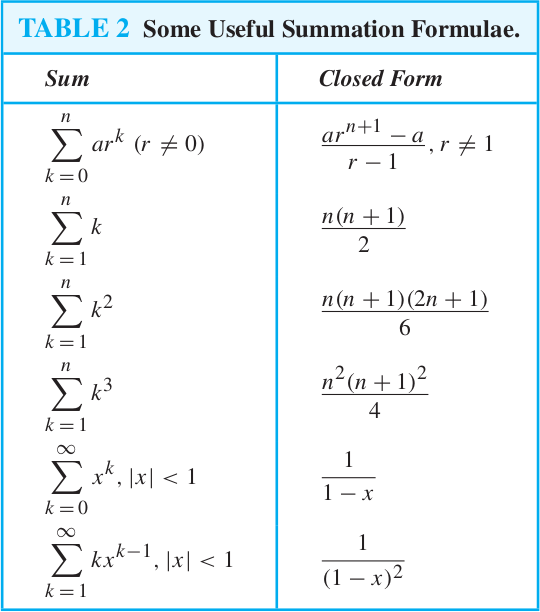 TABLE 2 Some Useful Summation Formulae.
Sum Closed Form
∑_{k=0}^{n} ar^k (r ≠ 0) (ar^{n+1} − a)/(r − 1), r ≠ 1
∑_{k=1}^{n} k n(n + 1)/2
∑_{k=1}^{n} k^2 n(n + 1)(2n + 1)/6
∑_{k=1}^{n} k^3 n^2(n + 1)^2/4
∑_{k=0}^{∞} x^k, |x| < 1 1/(1 − x)
∑_{k=1}^{∞} kx^{k−1}, |x| < 1 1/(1 − x)^2